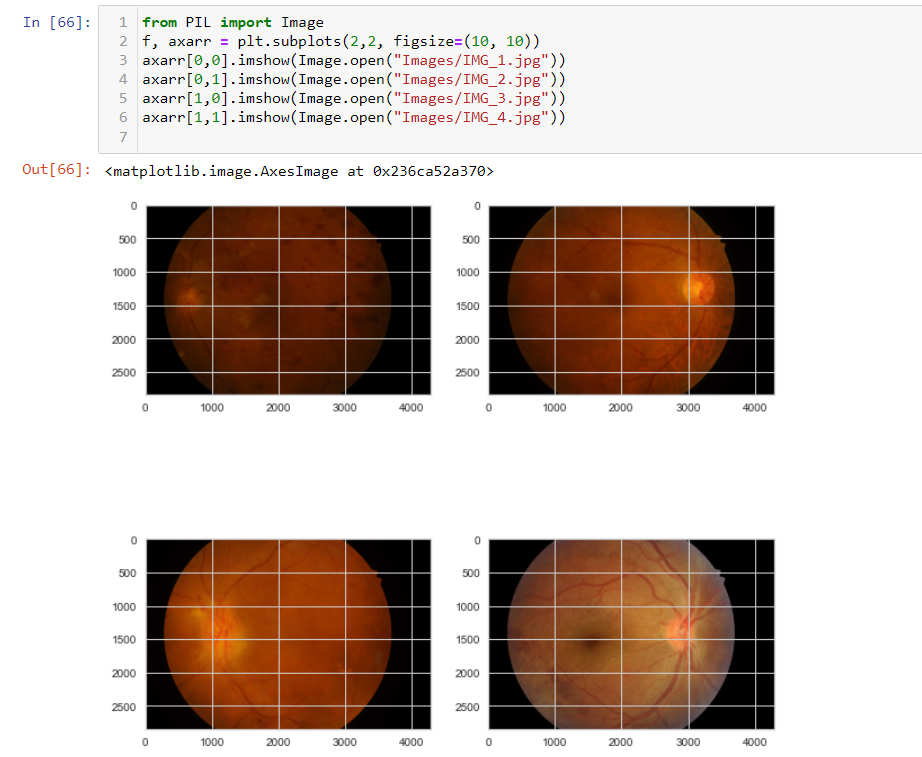 In [66]:
1 from PIL import Image
2 f, axarr = plt.subplots(2,2, figsize=(10, 10))
3 axarr[0,0].imshow(Image.open("Images/IMG_1.jpg"))
4 axarr[0,1].imshow(Image.open("Images/IMG_2.jpg"))
5 axarr[1,0].imshow(Image.open("Images/IMG_3.jpg"))
6 axarr[1,1].imshow(Image.open("Images/IMG_4.jpg"))
7
Out[66]: <matplotlib.image.AxesImage at 0x236ca52a370>
0
500
1000
1500
2000
2500
0 1000 2000 3000 4000
0
500
1000
1500
2000
2500
0 1000 2000 3000 4000
0
500
1000
1500
2000
2500
0 1000 2000 3000 4000
0
500
1000
1500
2000
2500
0 1000 2000 3000 4000